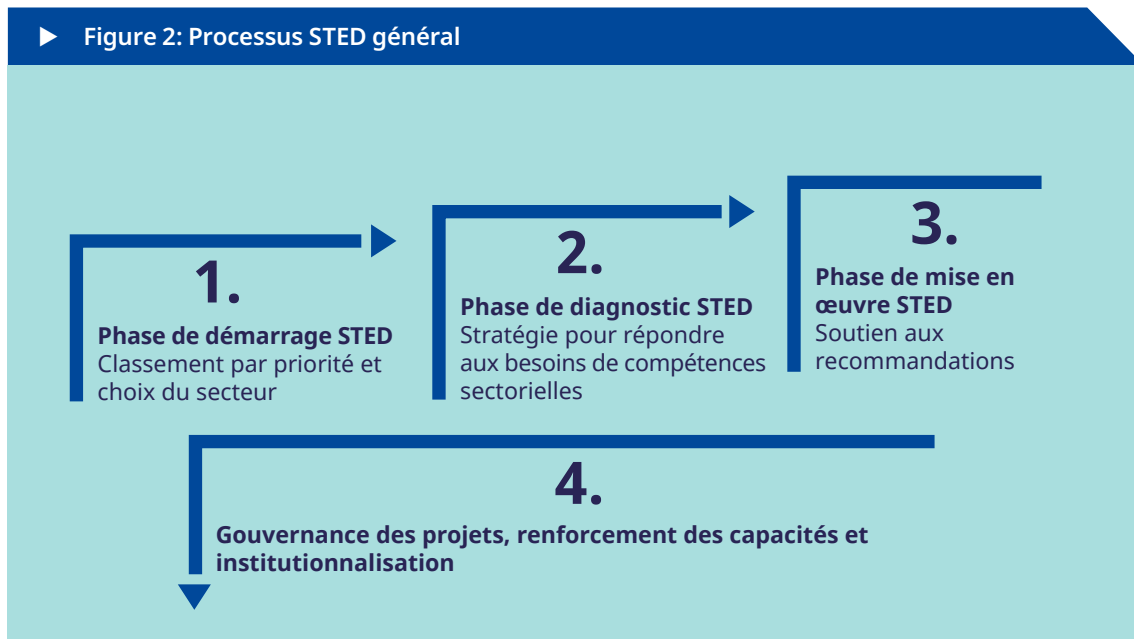 Figure 2: Processus STED général
1.
Phase de démarrage STED
Classement par priorité et
choix du secteur
2.
Phase de diagnostic STED
Stratégie pour répondre
aux besoins de compétences
sectorielles
3.
Phase de mise en
œuvre STED
Soutien aux
recommandations
4.
Gouvernance des projets, renforcement des capacités et
institutionnalisation